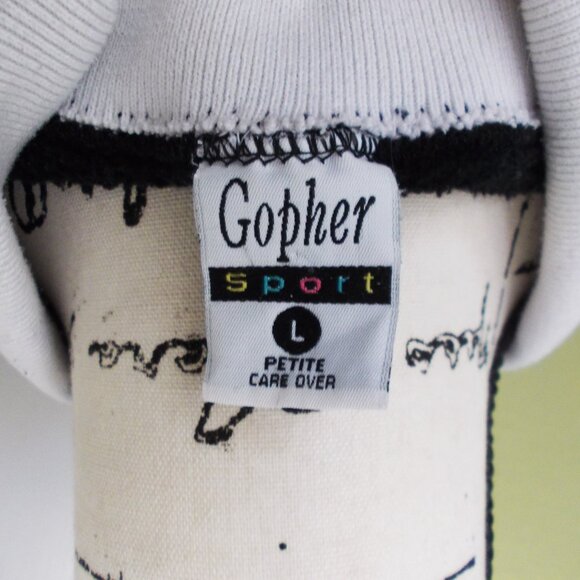 Gopher
Sport
L
PETITE
CARE OVER